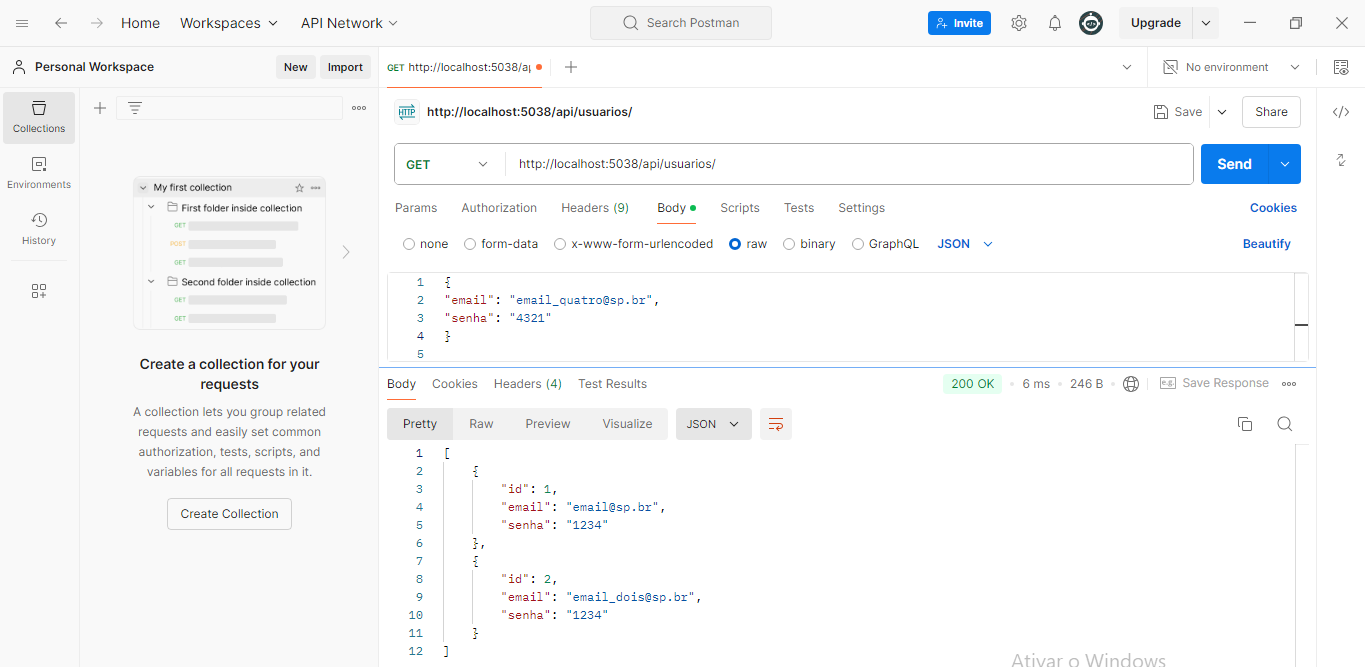 Home Workspaces API Network Search Postman Invite Upgrade
Personal Workspace New Import GET http://localhost:5038/a No environment
Collections
Environments
History
My first collection
First folder inside collection
GET
POST
GET
Second folder inside collection
GET
GET
Create a collection for your
requests
A collection lets you group related
requests and easily set common
authorization, tests, scripts, and
variables for all requests in it.
Create Collection
HTTP http://localhost:5038/api/usuarios/ Save Share
GET http://localhost:5038/api/usuarios/ Send
Params Authorization Headers (9) Body Scripts Tests Settings Cookies
none form-data x-www-form-urlencoded raw binary GraphQL JSON Beautify
1 {
2 "email": "email_quatro@sp.br",
3 "senha": "4321"
4 }
5
Body Cookies Headers (4) Test Results 200 OK 6 ms 246 B e.g. Save Response
Pretty Raw Preview Visualize JSON
1 [
2 {
3 "id": 1,
4 "email": "email@sp.br",
5 "senha": "1234"
6 },
7 {
8 "id": 2,
9 "email": "email_dois@sp.br",
10 "senha": "1234"
11 }
12 ]
Ativar o Windows